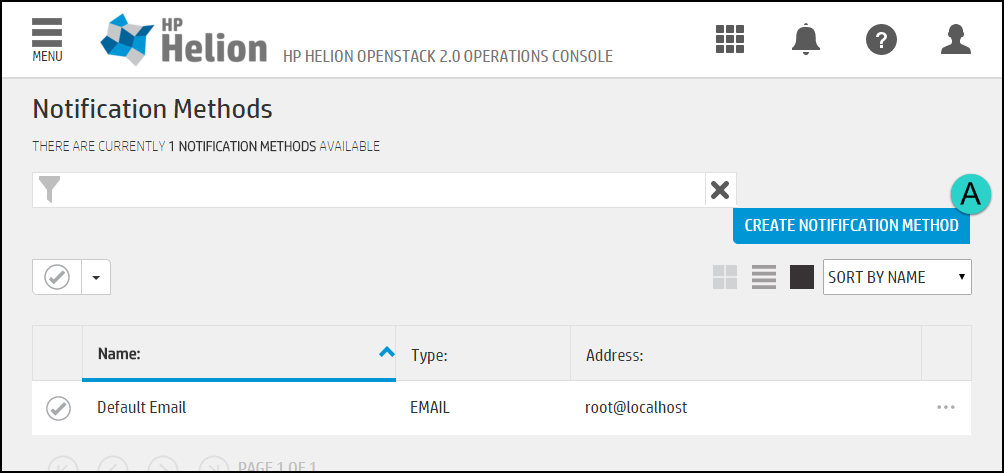 HP
Helion
MENU
HP HELION OPENSTACK 2.0 OPERATIONS CONSOLE
?
Notification Methods
THERE ARE CURRENTLY 1 NOTIFICATION METHODS AVAILABLE
A
CREATE NOTIFIFCATION METHOD
SORT BY NAME
Name: Type: Address:
Default Email EMAIL root@localhost
PAGE 1 OF 1